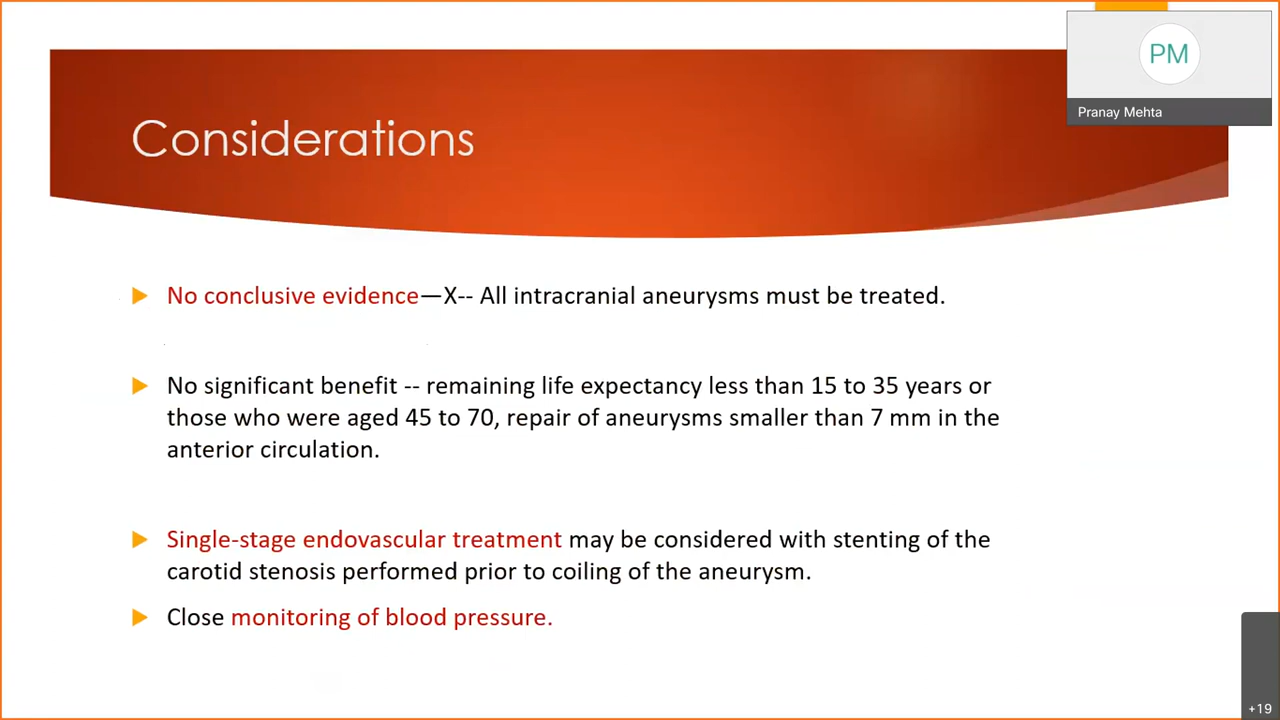 PM
Pranay Mehta
Considerations
No conclusive evidence—X-- All intracranial aneurysms must be treated.
No significant benefit -- remaining life expectancy less than 15 to 35 years or
those who were aged 45 to 70, repair of aneurysms smaller than 7 mm in the
anterior circulation.
Single-stage endovascular treatment may be considered with stenting of the
carotid stenosis performed prior to coiling of the aneurysm.
Close monitoring of blood pressure.
+19